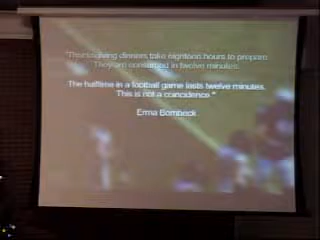 "Thanksgiving dinners take eighteen hours to prepare.
They are consumed in twelve minutes.
The halftime in a football game lasts twelve minutes.
This is not a coincidence."
Erma Bombeck